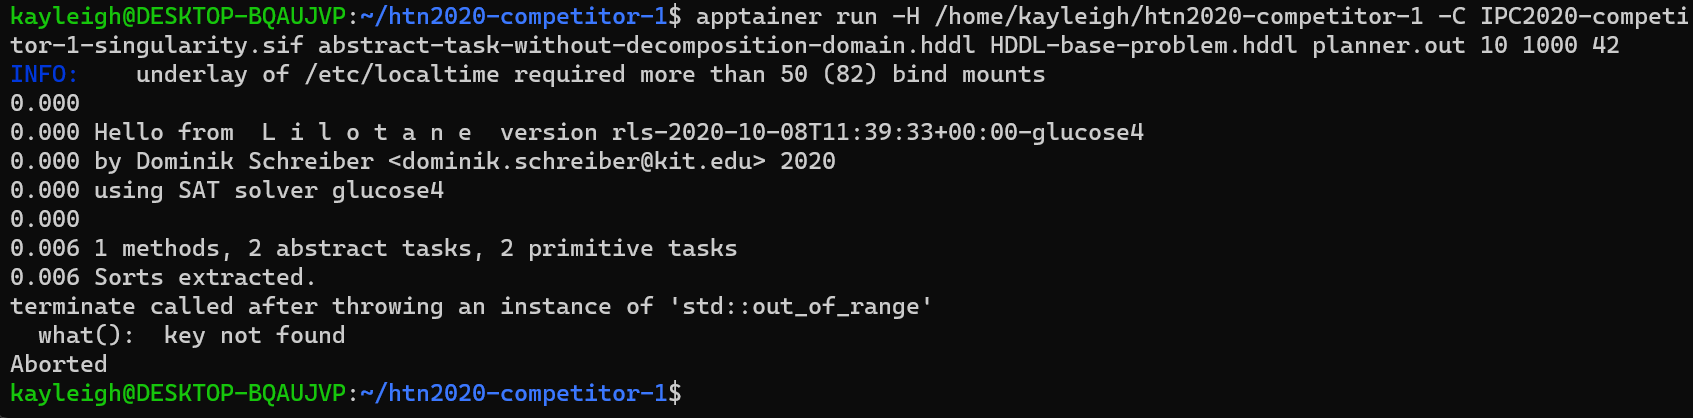 kayleigh@DESKTOP-BQAUJVP:~/htn2020-competitor-1$ apptainer run -H /home/kayleigh/htn2020-competitor-1 -C IPC2020-competi
tor-1-singularity.sif abstract-task-without-decomposition-domain.hddl HDDL-base-problem.hddl planner.out 10 1000 42
INFO:    underlay of /etc/localtime required more than 50 (82) bind mounts
0.000
0.000 Hello from  L i l o t a n e  version rls-2020-10-08T11:39:33+00:00-glucose4
0.000 by Dominik Schreiber <dominik.schreiber@kit.edu> 2020
0.000 using SAT solver glucose4
0.000
0.006 1 methods, 2 abstract tasks, 2 primitive tasks
0.006 Sorts extracted.
terminate called after throwing an instance of 'std::out_of_range'
  what():  key not found
Aborted
kayleigh@DESKTOP-BQAUJVP:~/htn2020-competitor-1$